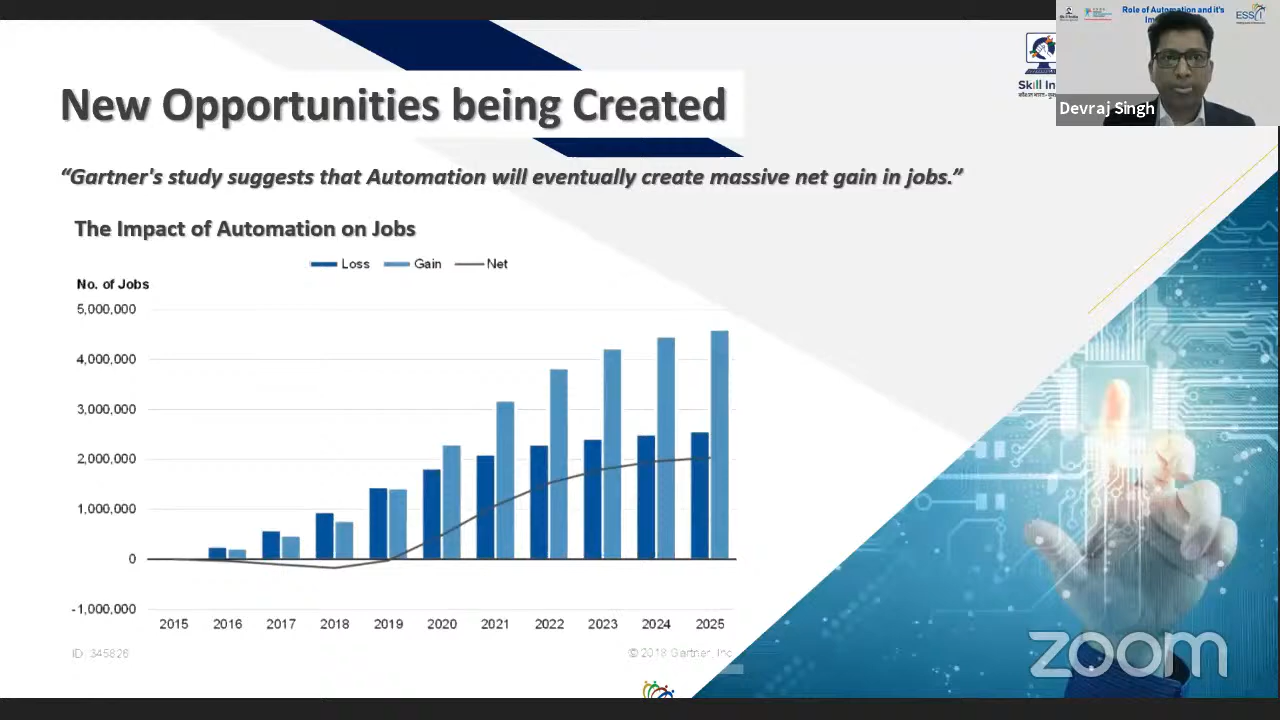 New Opportunities being Created
“Gartner's study suggests that Automation will eventually create massive net gain in jobs.”
The Impact of Automation on Jobs
Loss Gain Net
No. of Jobs
5,000,000
4,000,000
3,000,000
2,000,000
1,000,000
0
-1,000,000
2015 2016 2017 2018 2019 2020 2021 2022 2023 2024 2025
ID: 345826
© 2018 Gartner, Inc.
Skill In
Role of Automation and it's
Devraj Singh
zoom